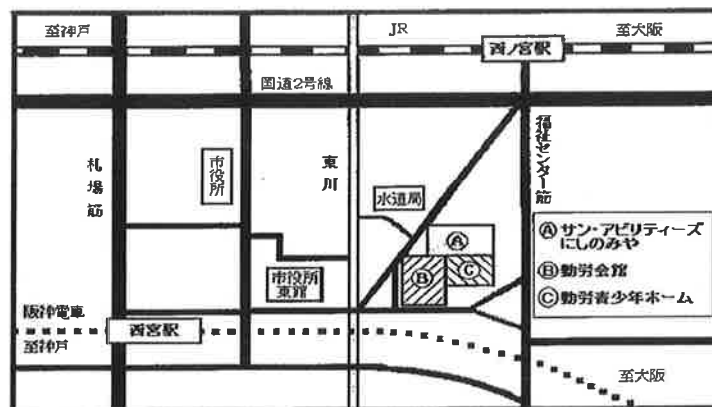 至神戸
JR
至大阪
西ノ宮駅
国道2号線
札場筋
市役所
東川
水道局
福祉センター筋
Ⓐ
Ⓑ
Ⓒ
市役所
東館
Ⓐ サン・アビリティーズ
にしのみや
Ⓑ 勤労会館
Ⓒ 勤労青少年ホーム
阪神電車
西宮駅
至神戸
至大阪